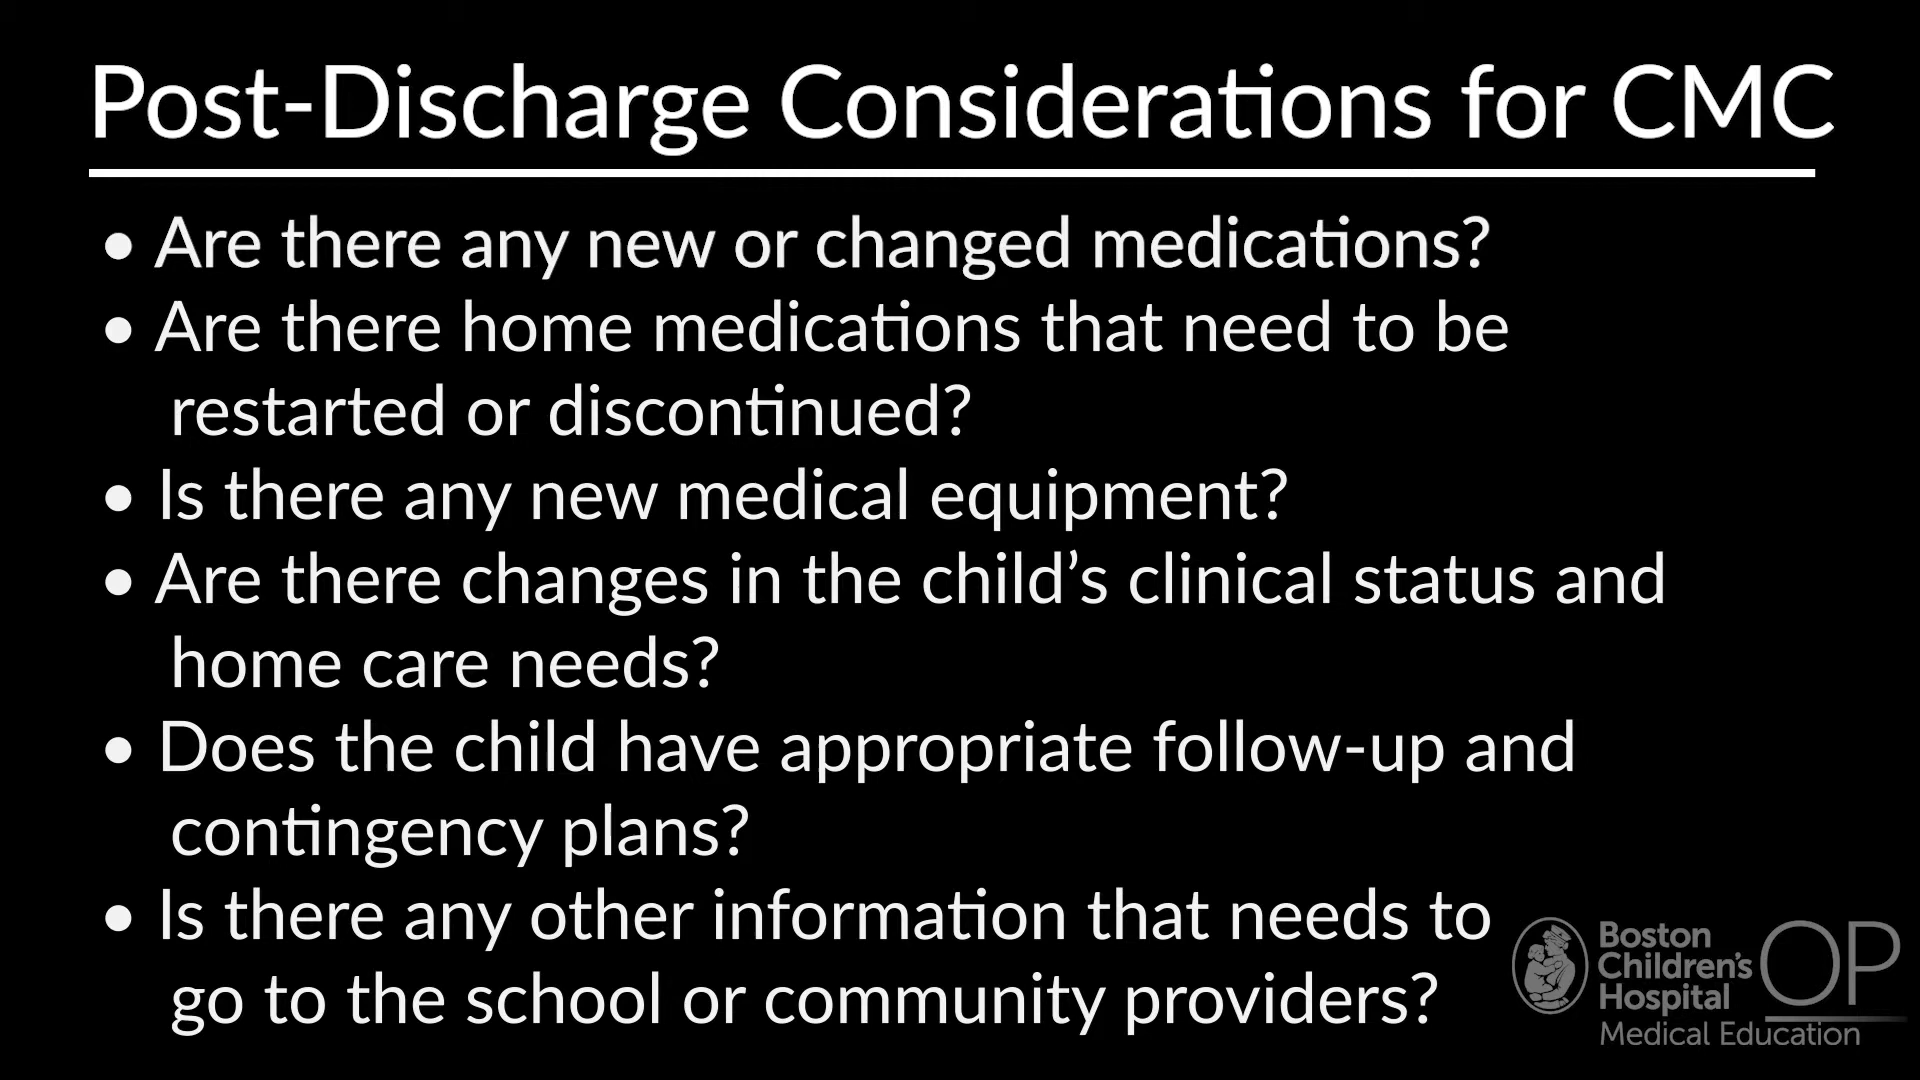 Post-Discharge Considerations for CMC
• Are there any new or changed medications?
• Are there home medications that need to be
restarted or discontinued?
• Is there any new medical equipment?
• Are there changes in the child’s clinical status and
home care needs?
• Does the child have appropriate follow-up and
contingency plans?
• Is there any other information that needs to
go to the school or community providers?
Boston
Children's
Hospital
Medical Education
OP